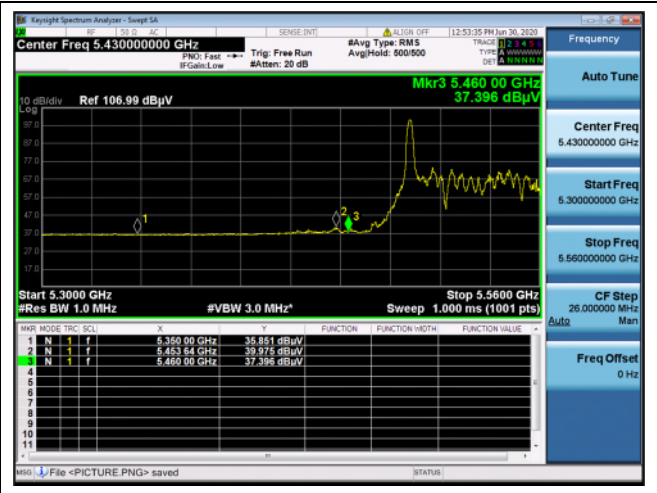 Keysight Spectrum Analyzer - Swept SA
RF 50 Ω AC SENSE:INT ALIGN OFF 12:53:35 PM Jun 30, 2020
Center Freq 5.430000000 GHz #Avg Type: RMS TRACE 1 2 3 4 5 6
PNO: Fast Trig: Free Run Avg|Hold: 500/500 TYPE A WWWWW
IFGain:Low #Atten: 20 dB DET A N N N N N
Mkr3 5.460 00 GHz
10 dB/div Ref 106.99 dBµV 37.396 dBµV
Log
97.0
87.0
77.0
67.0
57.0
47.0
37.0
27.0
17.0
1
2
3
Start 5.3000 GHz Stop 5.5600 GHz
#Res BW 1.0 MHz #VBW 3.0 MHz* Sweep 1.000 ms (1001 pts)
MKR MODE TRC SCL X Y FUNCTION FUNCTION WIDTH FUNCTION VALUE
1 N 1 f 5.350 00 GHz 35.851 dBµV
2 N 1 f 5.453 64 GHz 39.975 dBµV
3 N 1 f 5.460 00 GHz 37.396 dBµV
4
5
6
7
8
9
10
11
MSG File <PICTURE.PNG> saved STATUS
Frequency
Auto Tune
Center Freq
5.430000000 GHz
Start Freq
5.300000000 GHz
Stop Freq
5.560000000 GHz
CF Step
26.000000 MHz
Auto Man
Freq Offset
0 Hz